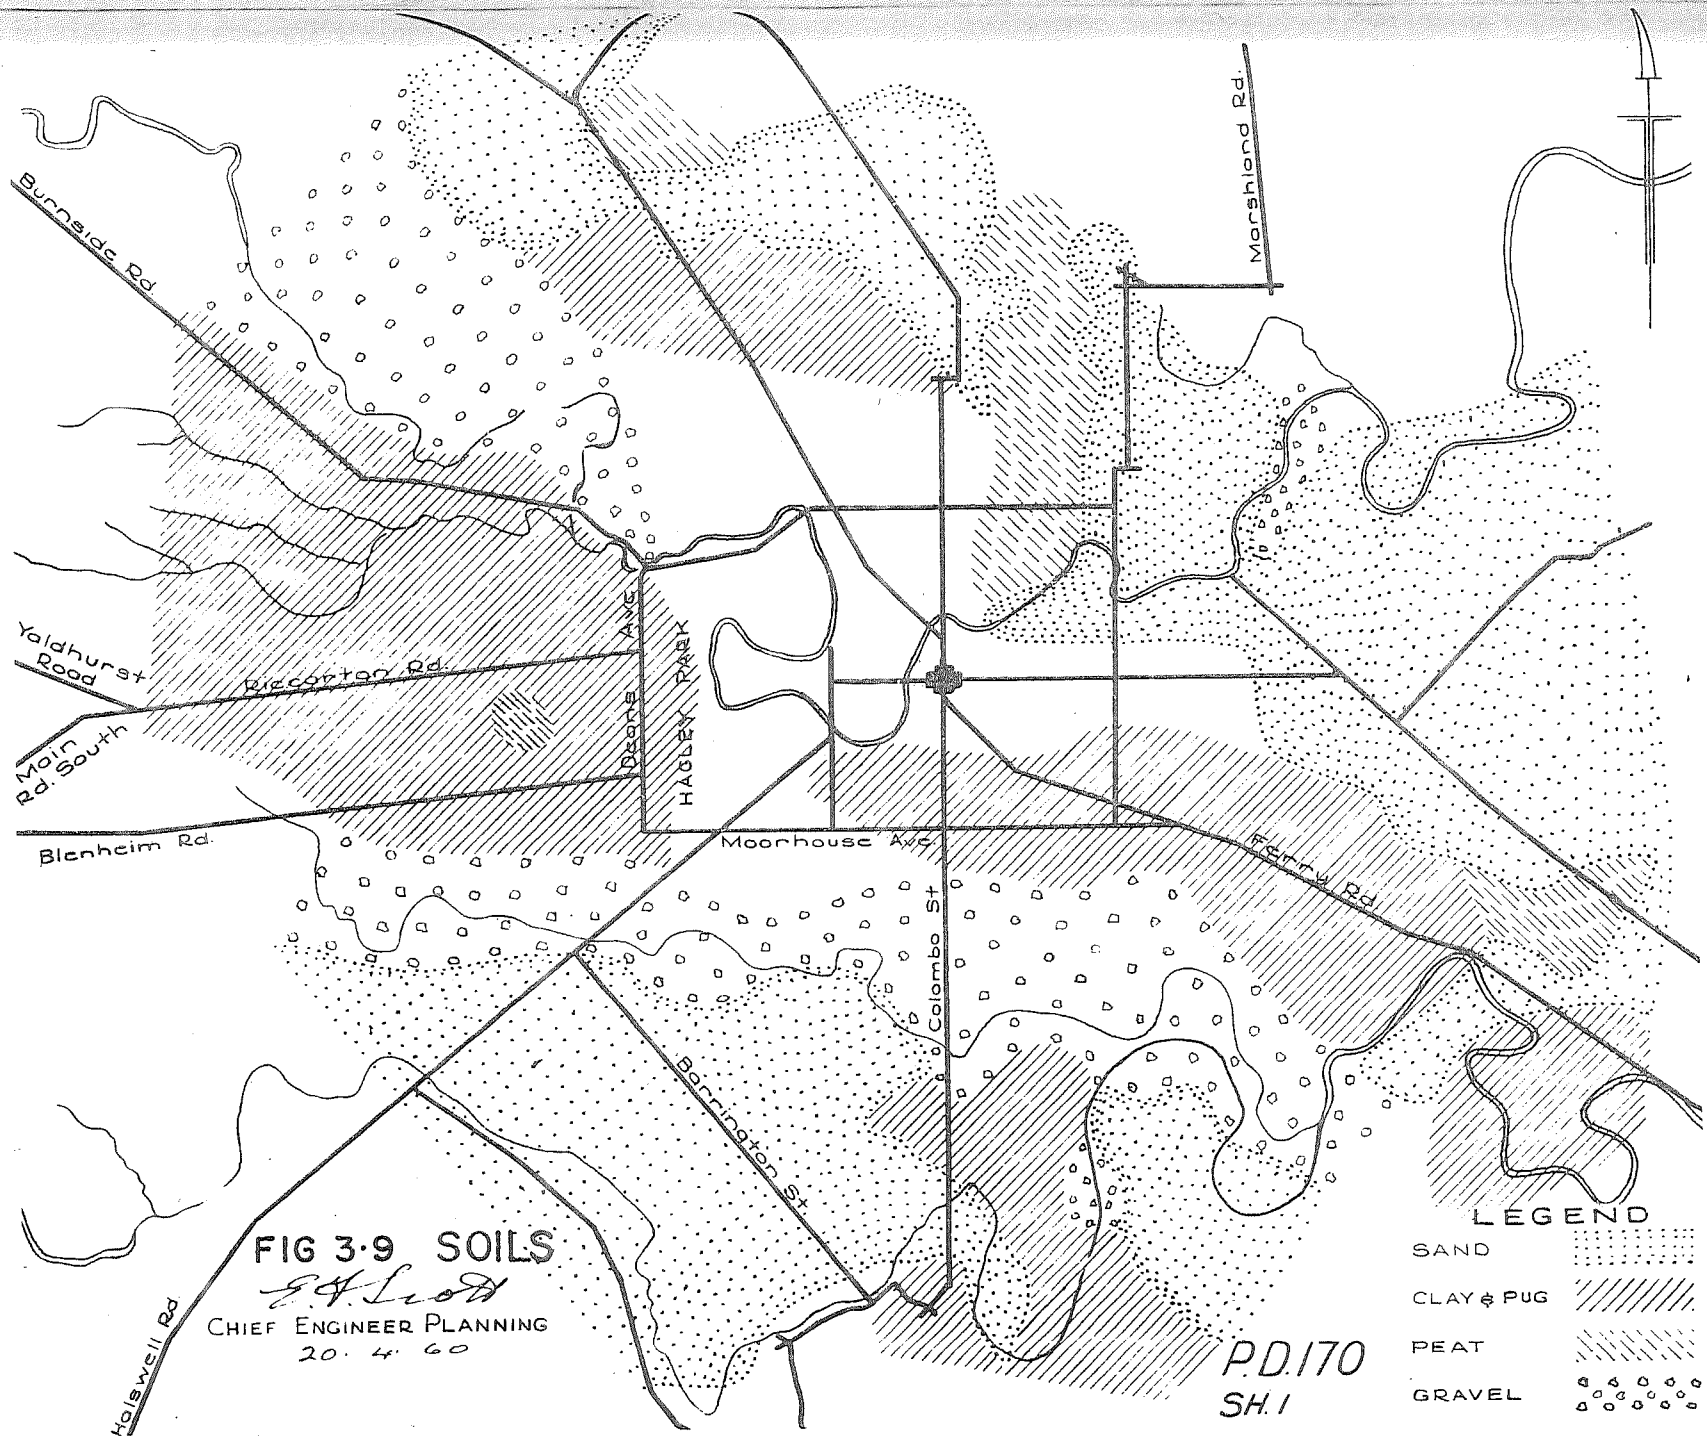 Burnside Rd.
Marshland Rd.
Yaldhurst
Road
Riccarton Rd.
Main
Rd. South
Deans Ave
HAGLEY PARK
Blenheim Rd.
Moorhouse Ave.
Ferry Rd
Colombo St
Barrington St.
Halswell Rd.
FIG 3·9 SOILS
E.H. Scott
CHIEF ENGINEER PLANNING
20. 4. 60
P.D.170
SH.1
LEGEND
SAND
CLAY & PUG
PEAT
GRAVEL